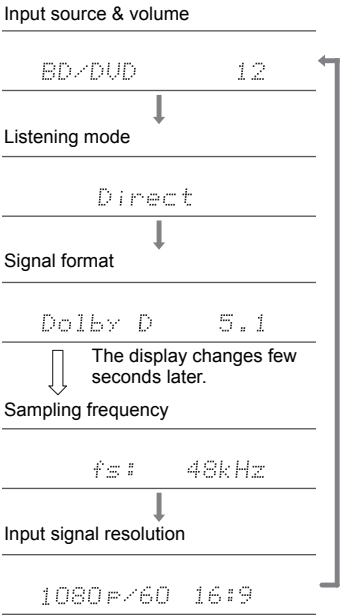 Input source & volume
BD/DVD 12
Listening mode
Direct
Signal format
Dolby D 5.1
The display changes few
seconds later.
Sampling frequency
fs: 48kHz
Input signal resolution
1080p/60 16:9